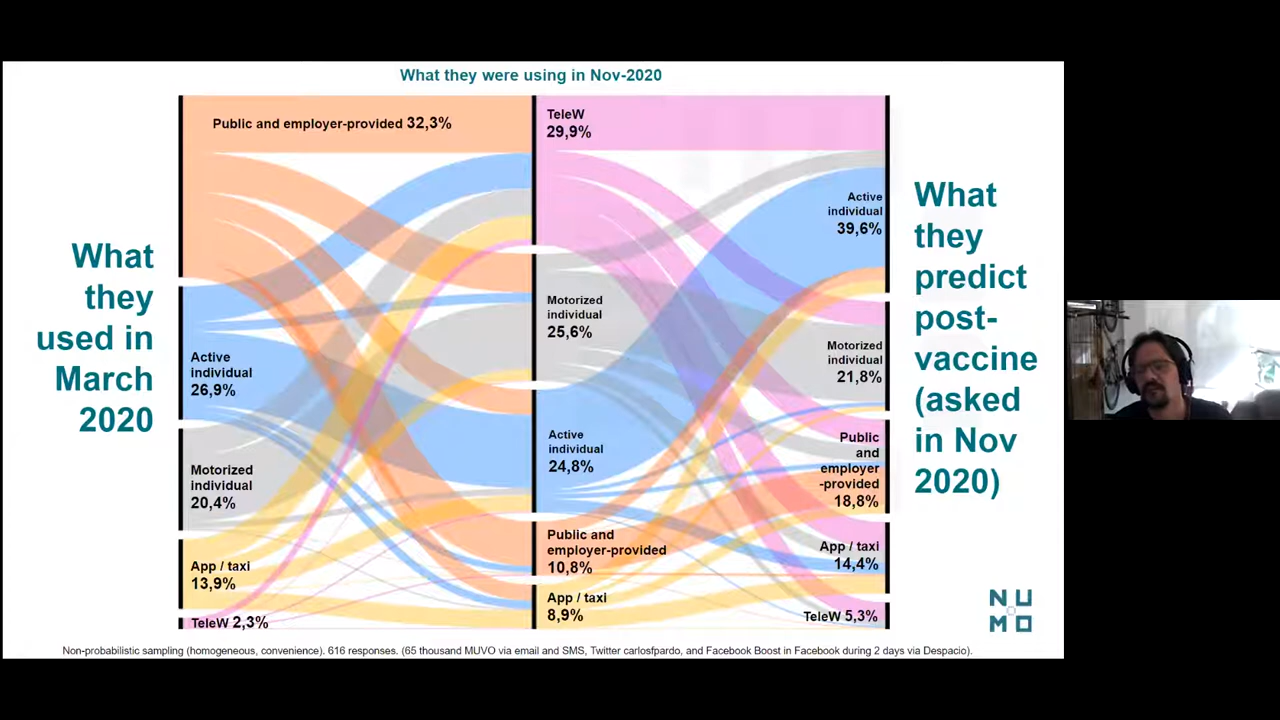 What they were using in Nov-2020
What
they
used in
March
2020
Public and employer-provided 32,3%
Active
individual
26,9%
Motorized
individual
20,4%
App / taxi
13,9%
TeleW 2,3%
TeleW
29,9%
Motorized
individual
25,6%
Active
individual
24,8%
Public and
employer-provided
10,8%
App / taxi
8,9%
Active
individual
39,6%
Motorized
individual
21,8%
Public
and
employer
-provided
18,8%
App / taxi
14,4%
TeleW 5,3%
What
they
predict
post-
vaccine
(asked
in Nov
2020)
NU
MO
Non-probabilistic sampling (homogeneous, convenience). 616 responses. (65 thousand MUVO via email and SMS, Twitter carlosfpardo, and Facebook Boost in Facebook during 2 days via Despacio).